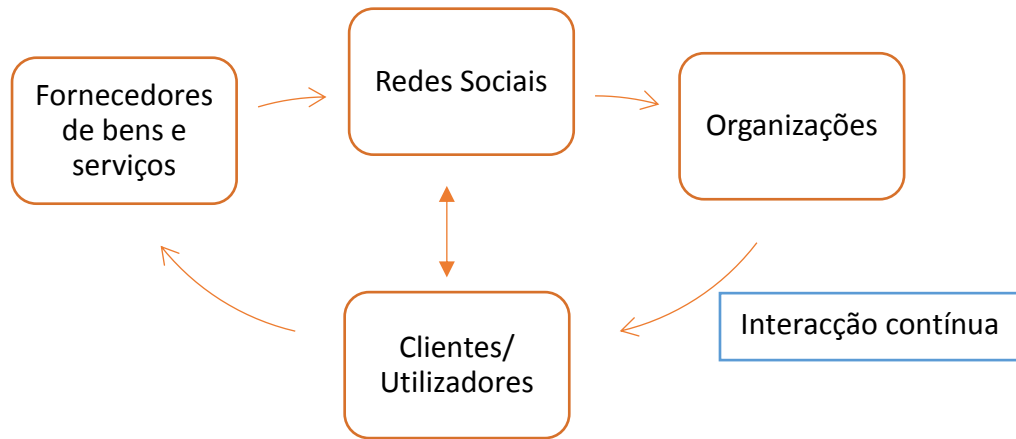 Fornecedores
de bens e
serviços
Redes Sociais
Organizações
Clientes/
Utilizadores
Interacção contínua